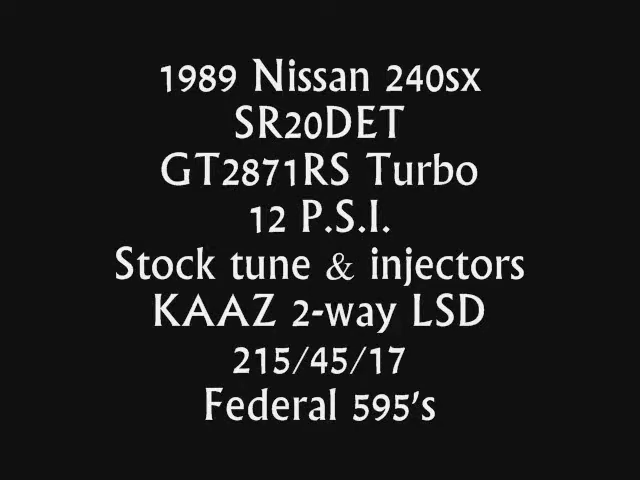 1989 Nissan 240sx
SR20DET
GT2871RS Turbo
12 P.S.I.
Stock tune & injectors
KAAZ 2-way LSD
215/45/17
Federal 595's